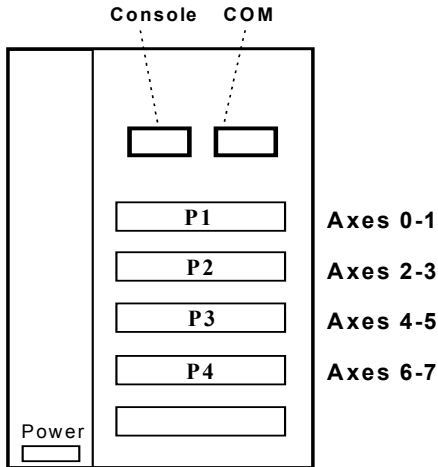 Console COM
P1 Axes 0-1
P2 Axes 2-3
P3 Axes 4-5
P4 Axes 6-7
Power